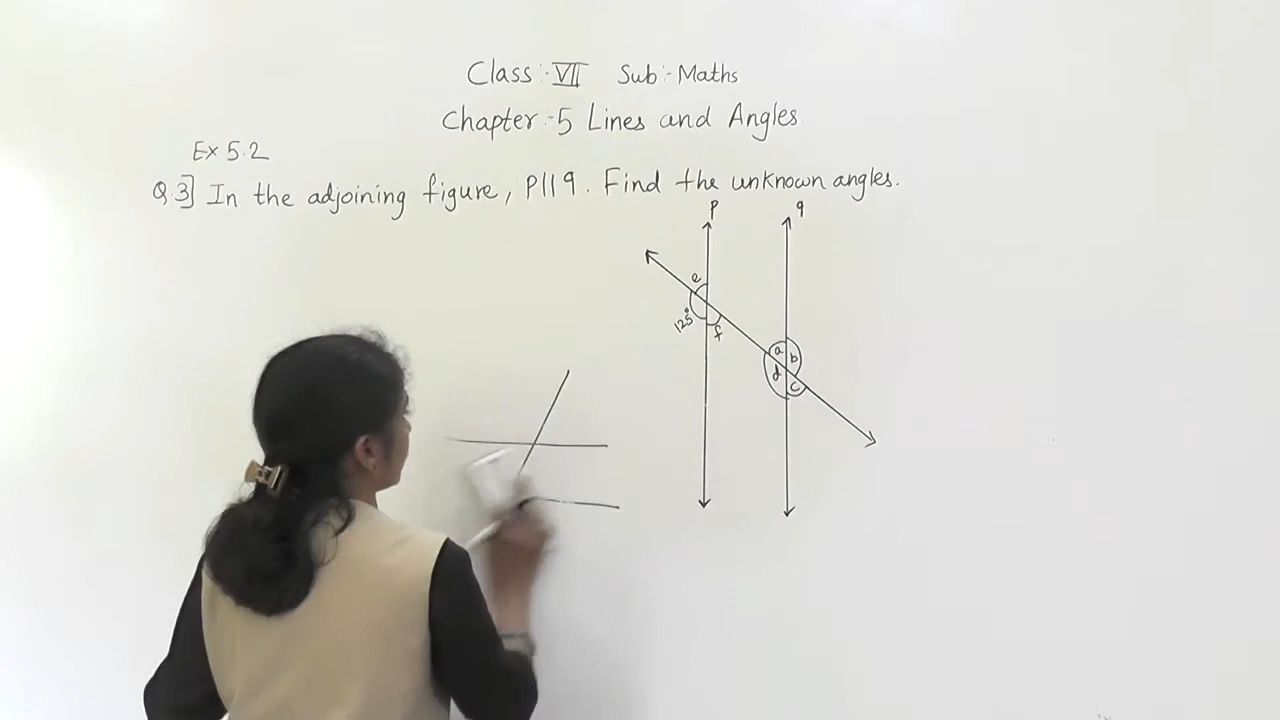 Class:- VII Sub:- Maths
Chapter:-5 Lines and Angles.
Ex 5.2
Q.3] In the adjoining figure, P||q. Find the unknown angles.
p q
e
125°
f
a b
d c